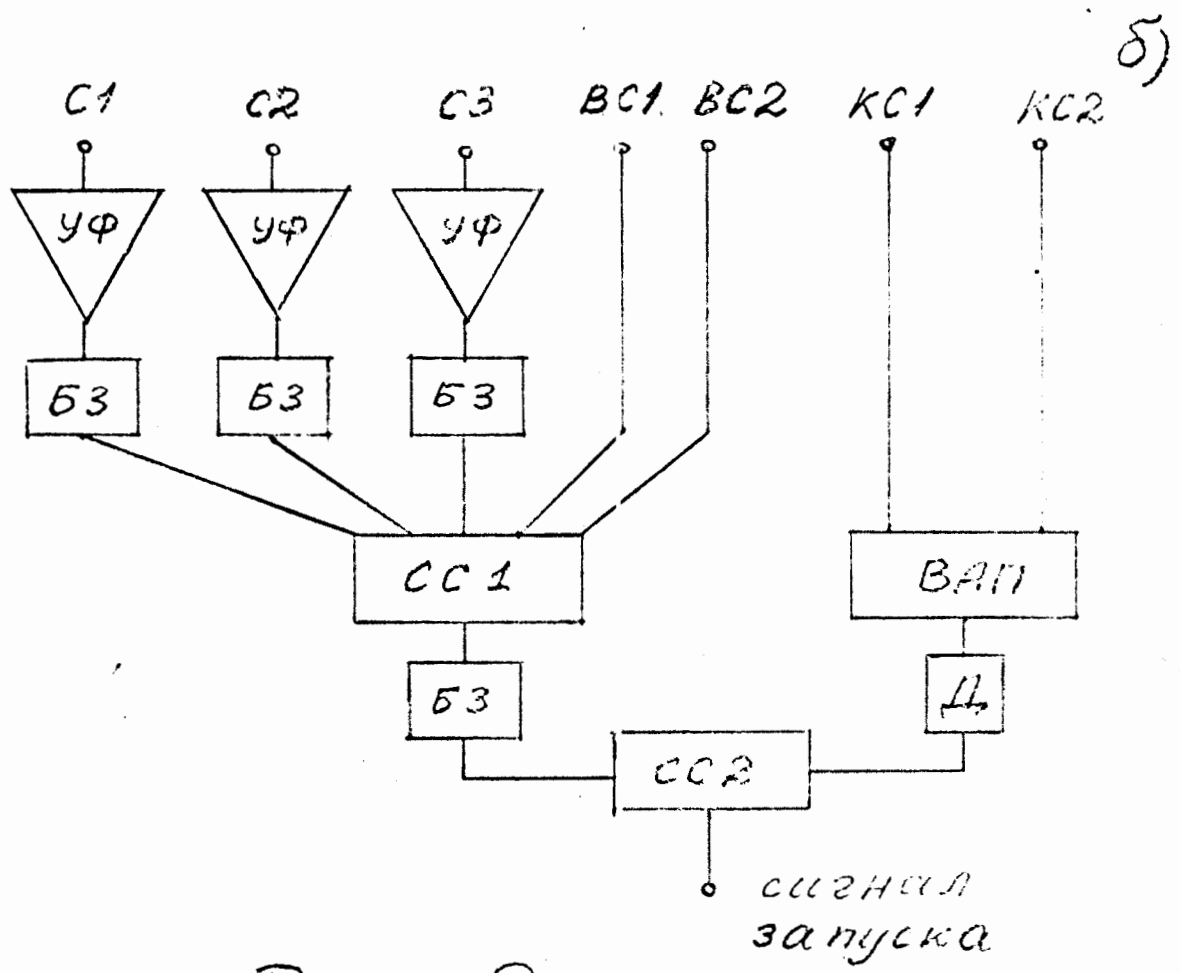 б)
С1 С2 С3 ВС1 ВС2 КС1 КС2
УФ УФ УФ
БЗ БЗ БЗ
СС1 ВАП
БЗ Д
СС2
сигнал
запуска